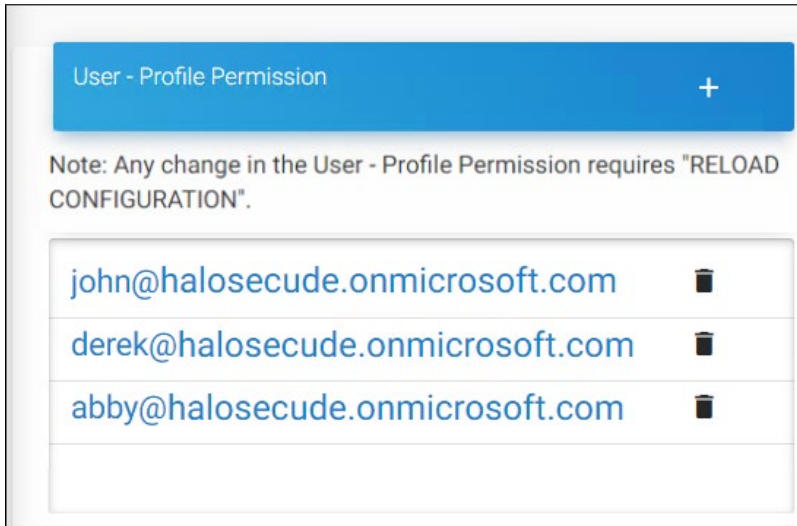 User - Profile Permission +
Note: Any change in the User - Profile Permission requires "RELOAD
CONFIGURATION".
john@halosecude.onmicrosoft.com
derek@halosecude.onmicrosoft.com
abby@halosecude.onmicrosoft.com